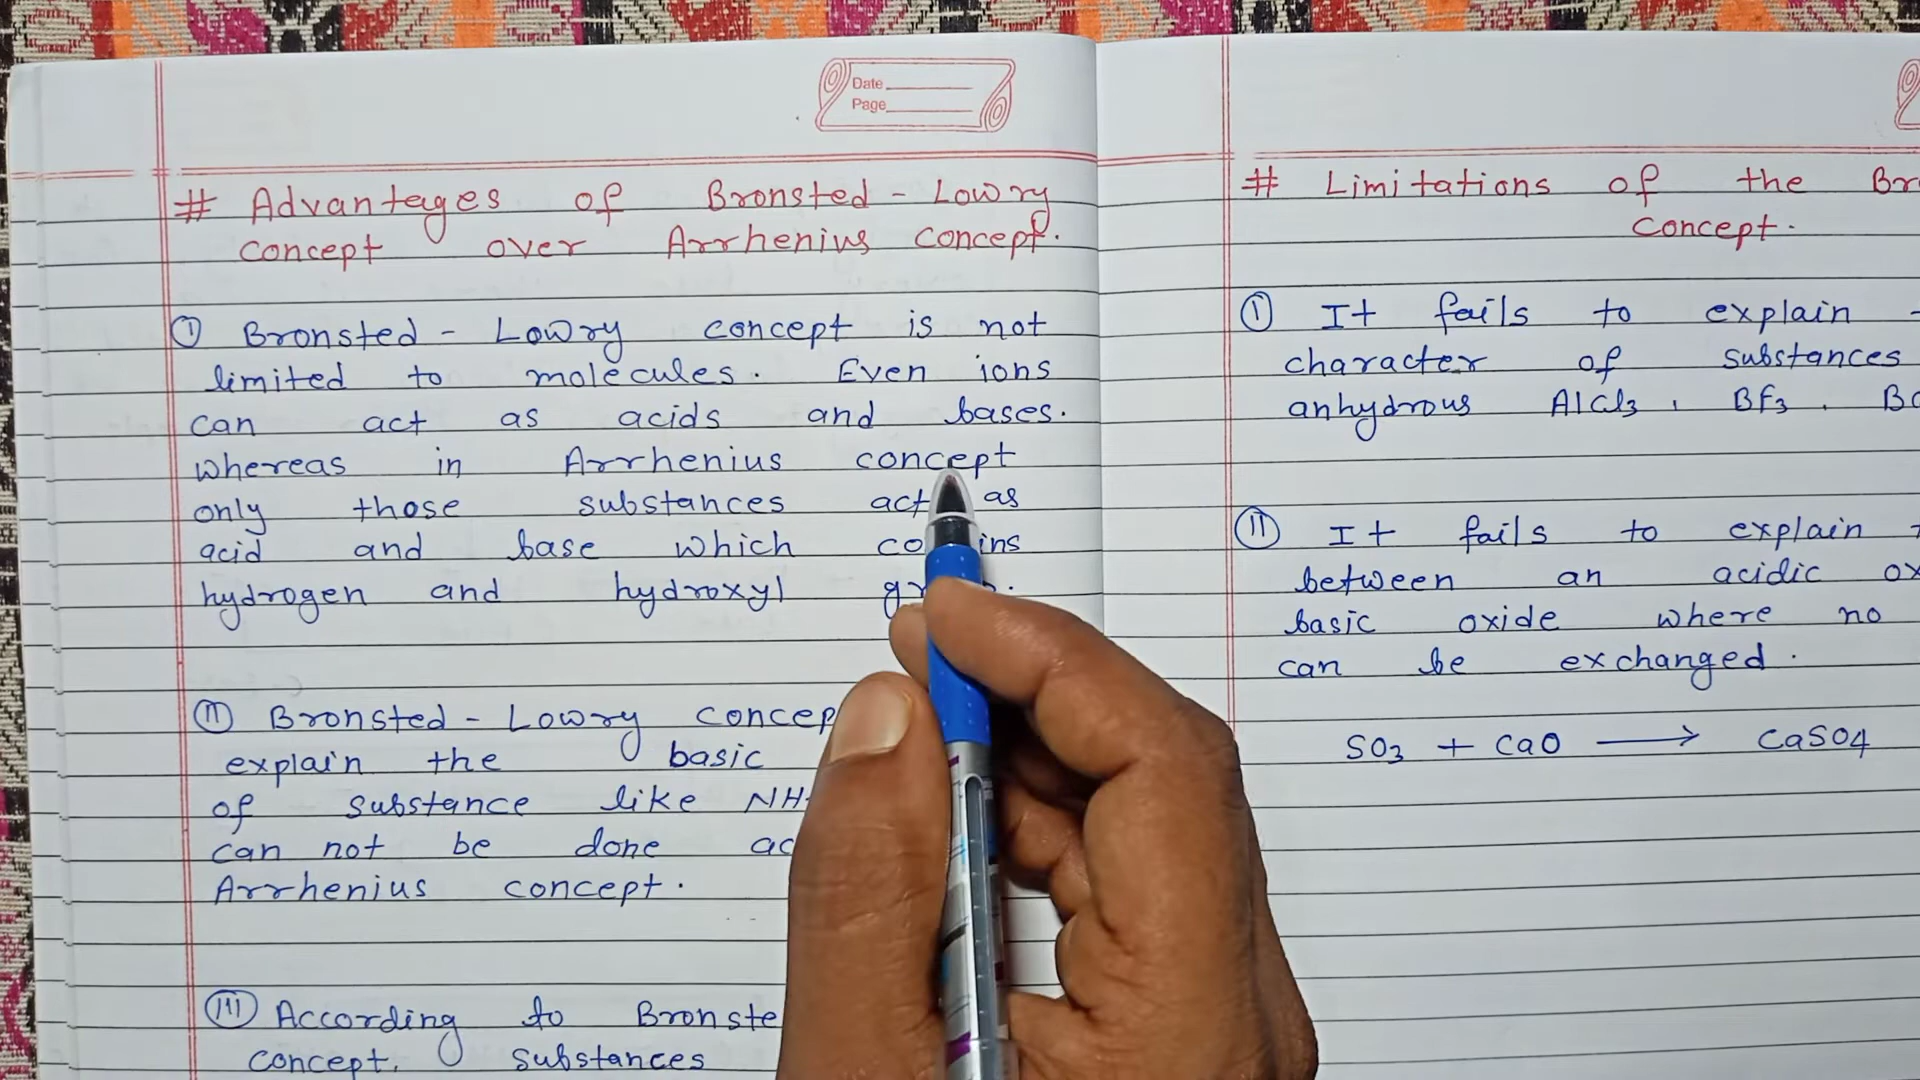 Date
Page
# Advantages of Bronsted-Lowry
concept over Arrhenius concept.
I Bronsted-Lowry concept is not
limited to molecules. Even ions
can act as acids and bases.
whereas in Arrhenius concept
only those substances act as
acid and base which
hydrogen and hydroxyl
II Bronsted-Lowry
explain the basic
of substance like
can not be done
Arrhenius concept.
III According to
concept, substances
# Limitations of the
concept.
I It fails to explain
character of substances
anhydrous AlCl3, BF3,
II It fails to explain
between an acidic
basic oxide where no
can be exchanged.
SO3 + CaO ⟶ CaSO4